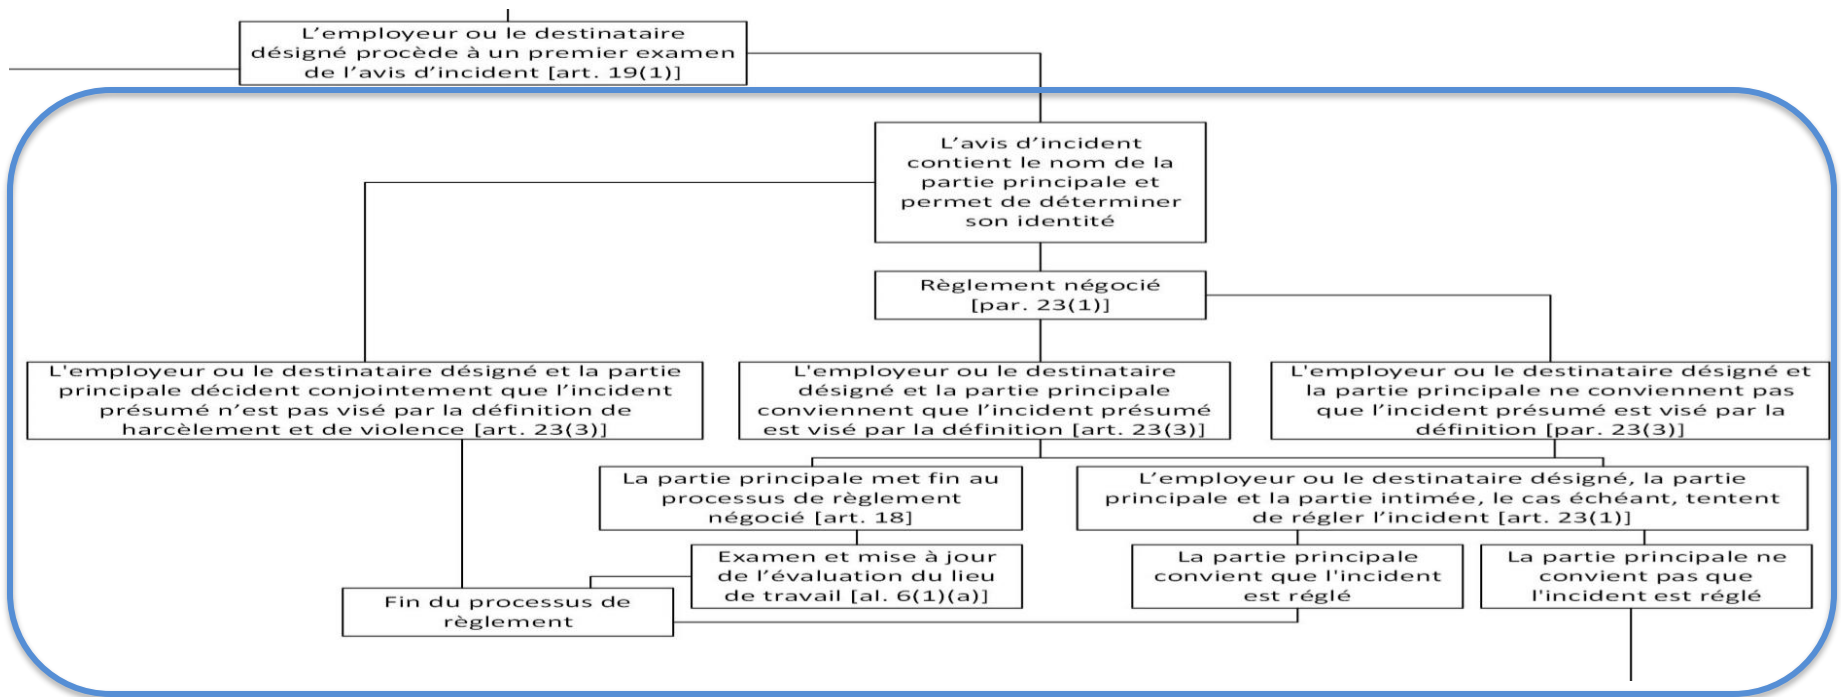 L’employeur ou le destinataire
désigné procède à un premier examen
de l’avis d’incident [art. 19(1)]
L’avis d’incident
contient le nom de la
partie principale et
permet de déterminer
son identité
Règlement négocié
[par. 23(1)]
L'employeur ou le destinataire désigné et la partie
principale décident conjointement que l’incident
présumé n’est pas visé par la définition de
harcèlement et de violence [art. 23(3)]
L'employeur ou le destinataire
désigné et la partie principale
conviennent que l’incident présumé
est visé par la définition [art. 23(3)]
L'employeur ou le destinataire désigné et
la partie principale ne conviennent pas
que l’incident présumé est visé par la
définition [par. 23(3)]
La partie principale met fin au
processus de règlement
négocié [art. 18]
L’employeur ou le destinataire désigné, la partie
principale et la partie intimée, le cas échéant, tentent
de régler l’incident [art. 23(1)]
Examen et mise à jour
de l’évaluation du lieu
de travail [al. 6(1)(a)]
La partie principale
convient que l'incident
est réglé
La partie principale ne
convient pas que
l'incident est réglé
Fin du processus de
règlement